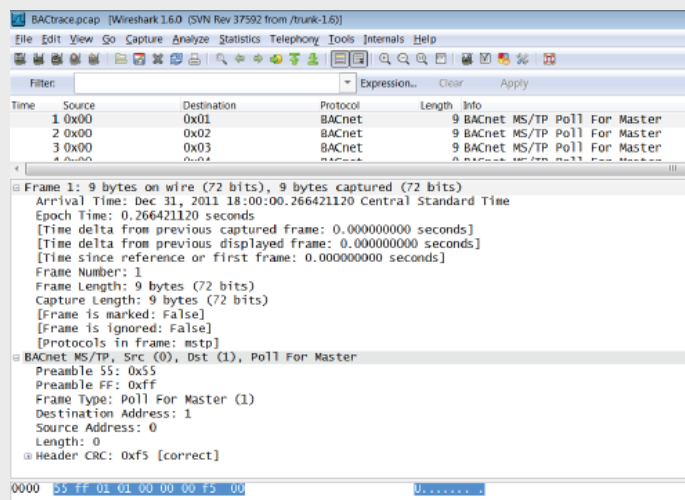 BACtrace.pcap [Wireshark 1.6.0 (SVN Rev 37592 from /trunk-1.6)]
File Edit View Go Capture Analyze Statistics Telephony Tools Internals Help
Filter: Expression... Clear Apply
Time Source Destination Protocol Length Info
1 0x00 0x01 BACnet 9 BACnet MS/TP Poll For Master
2 0x00 0x02 BACnet 9 BACnet MS/TP Poll For Master
3 0x00 0x03 BACnet 9 BACnet MS/TP Poll For Master
Frame 1: 9 bytes on wire (72 bits), 9 bytes captured (72 bits)
Arrival Time: Dec 31, 2011 18:00:00.266421120 Central Standard Time
Epoch Time: 0.266421120 seconds
[Time delta from previous captured frame: 0.000000000 seconds]
[Time delta from previous displayed frame: 0.000000000 seconds]
[Time since reference or first frame: 0.000000000 seconds]
Frame Number: 1
Frame Length: 9 bytes (72 bits)
Capture Length: 9 bytes (72 bits)
[Frame is marked: False]
[Frame is ignored: False]
[Protocols in frame: mstp]
BACnet MS/TP, Src (0), Dst (1), Poll For Master
Preamble 55: 0x55
Preamble FF: 0xff
Frame Type: Poll For Master (1)
Destination Address: 1
Source Address: 0
Length: 0
Header CRC: 0xf5 [correct]
0000 55 ff 01 01 00 00 00 f5 00 U....... .